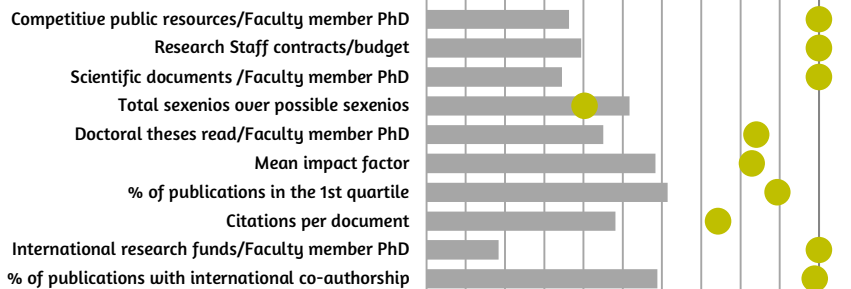 Competitive public resources/Faculty member PhD
Research Staff contracts/budget
Scientific documents /Faculty member PhD
Total sexenios over possible sexenios
Doctoral theses read/Faculty member PhD
Mean impact factor
% of publications in the 1st quartile
Citations per document
International research funds/Faculty member PhD
% of publications with international co-authorship